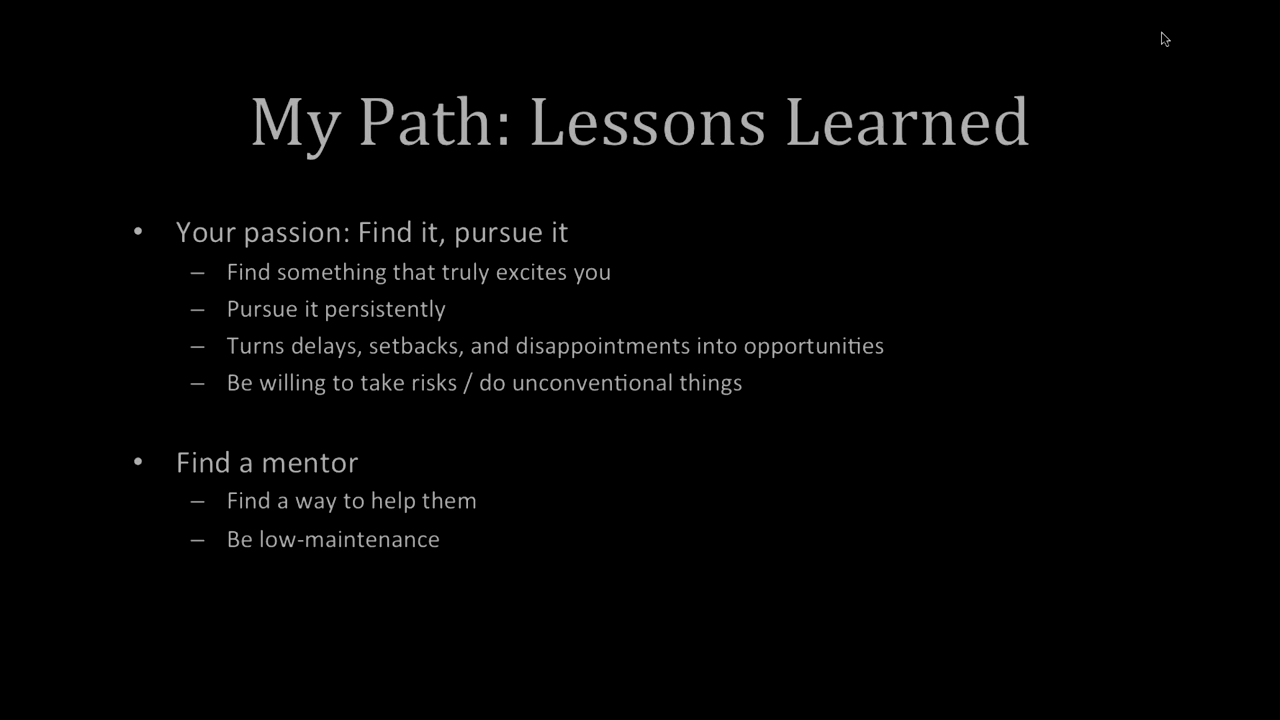 My Path: Lessons Learned
• Your passion: Find it, pursue it
– Find something that truly excites you
– Pursue it persistently
– Turns delays, setbacks, and disappointments into opportunities
– Be willing to take risks / do unconventional things
• Find a mentor
– Find a way to help them
– Be low-maintenance